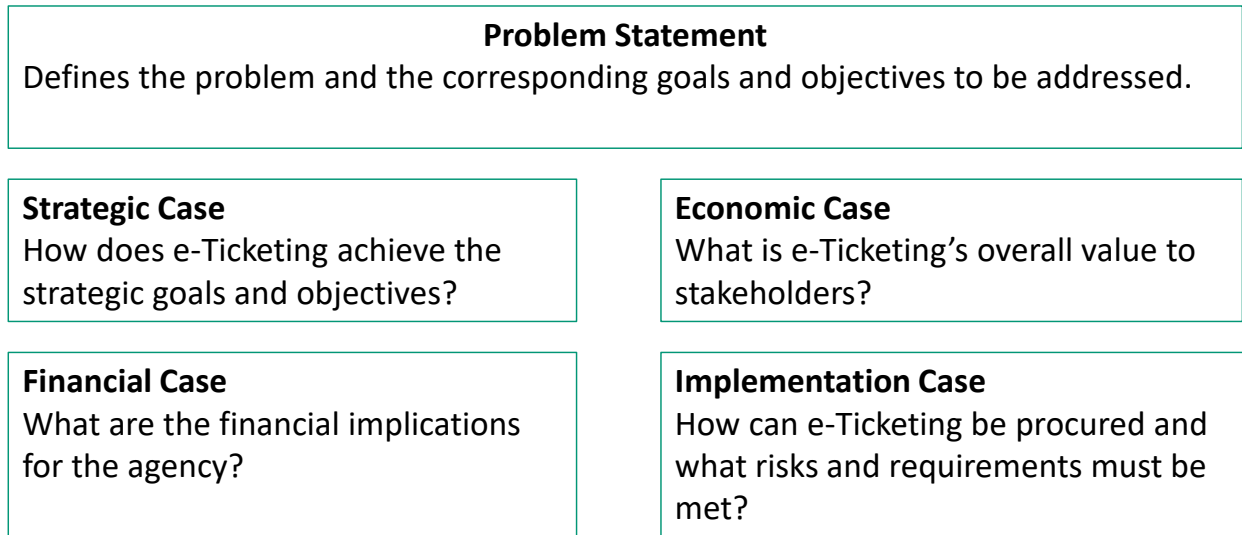 Problem Statement
Defines the problem and the corresponding goals and objectives to be addressed.
Strategic Case
How does e-Ticketing achieve the
strategic goals and objectives?
Economic Case
What is e-Ticketing’s overall value to
stakeholders?
Financial Case
What are the financial implications
for the agency?
Implementation Case
How can e-Ticketing be procured and
what risks and requirements must be
met?